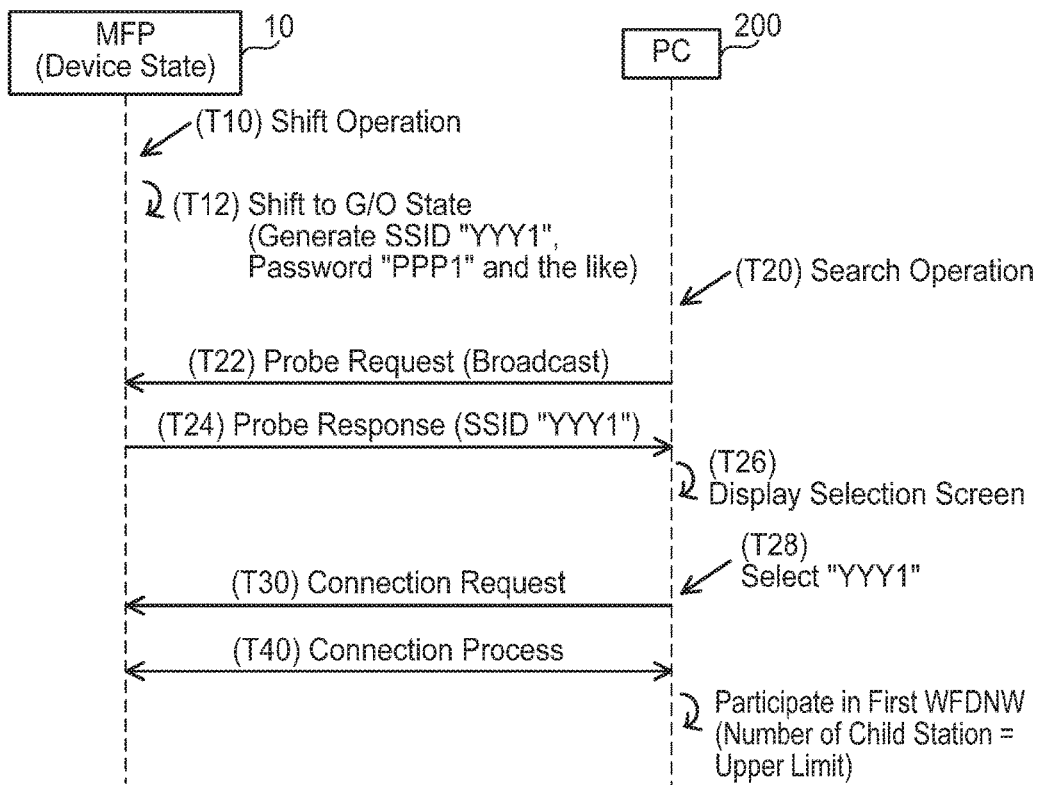 MFP
(Device State)
10
PC
200
(T10) Shift Operation
(T12) Shift to G/O State
(Generate SSID "YYY1",
Password "PPP1" and the like)
(T20) Search Operation
(T22) Probe Request (Broadcast)
(T24) Probe Response (SSID "YYY1")
(T26)
Display Selection Screen
(T28)
Select "YYY1"
(T30) Connection Request
(T40) Connection Process
Participate in First WFDNW
(Number of Child Station =
Upper Limit)